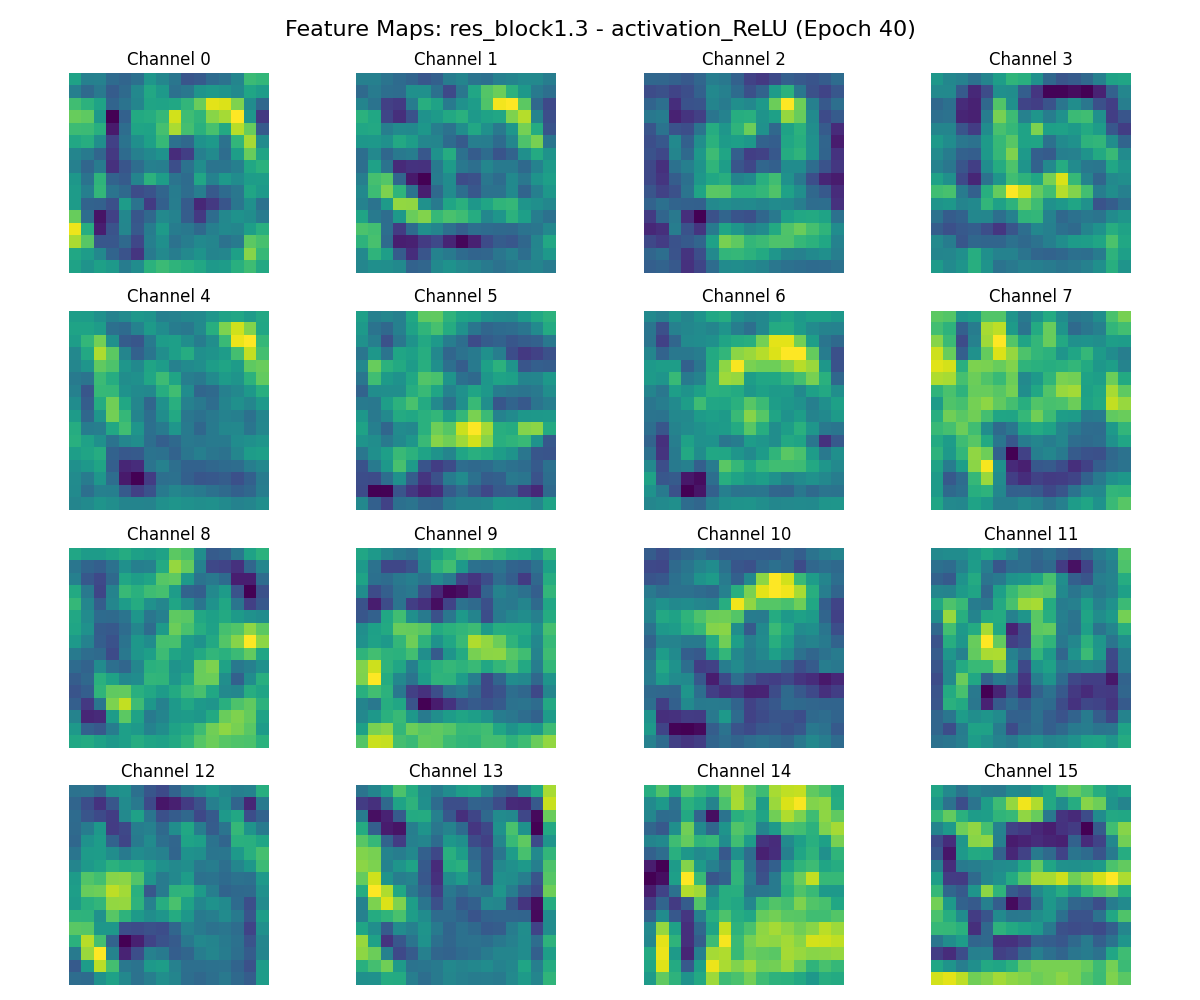 Feature Maps: res_block1.3 - activation_ReLU (Epoch 40)
Channel 0 Channel 1 Channel 2 Channel 3
Channel 4 Channel 5 Channel 6 Channel 7
Channel 8 Channel 9 Channel 10 Channel 11
Channel 12 Channel 13 Channel 14 Channel 15